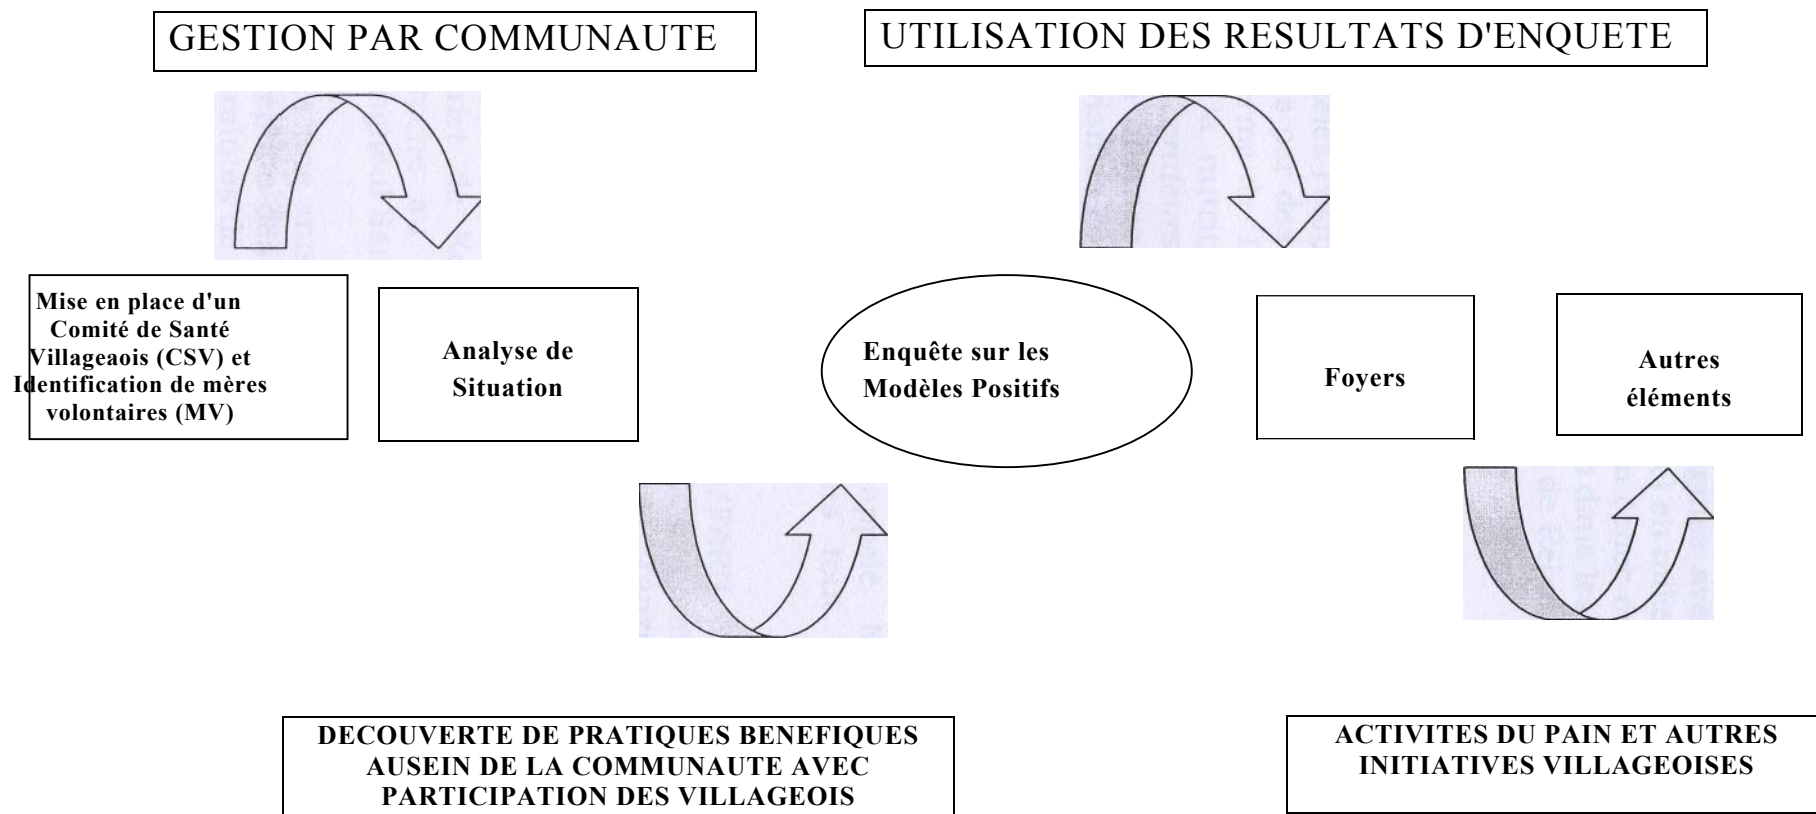 GESTION PAR COMMUNAUTE
UTILISATION DES RESULTATS D'ENQUETE
Mise en place d'un
Comité de Santé
Villageaois (CSV) et
Identification de mères
volontaires (MV)
Analyse de
Situation
Enquête sur les
Modèles Positifs
Foyers
Autres
éléments
DECOUVERTE DE PRATIQUES BENEFIQUES
AUSEIN DE LA COMMUNAUTE AVEC
PARTICIPATION DES VILLAGEOIS
ACTIVITES DU PAIN ET AUTRES
INITIATIVES VILLAGEOISES